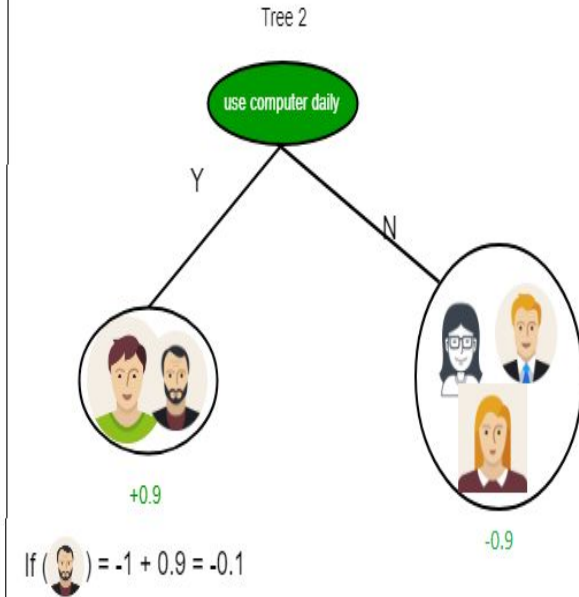 Tree 2
use computer daily
Y
N
+0.9
-0.9
If ( ) = -1 + 0.9 = -0.1